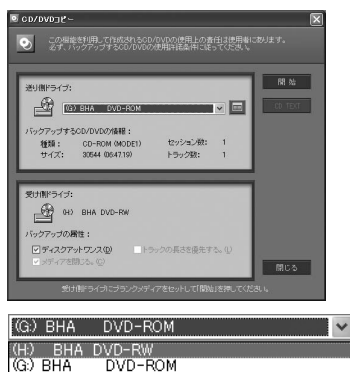 CD/DVDコピー
この機能を利用して作成されるCD/DVDの使用上の責任は使用者にあります。
必ず、バックアップするCD/DVDの使用許諾条件に従ってください。
送り側ドライブ:
(G:) BHA DVD-ROM
開 始
CD TEXT
バックアップするCD/DVDの情報:
種類: CD-ROM (MODE1) セッション数: 1
サイズ: 30544 (06:47.19) トラック数: 1
受け側ドライブ:
(H:) BHA DVD-RW
バックアップの属性:
ディスクアットワンス(D) トラックの長さを優先する。(L)
メディアを閉じる。(C)
閉じる
受け側ドライブにブランクメディアをセットして「開始」を押してください。
(G:) BHA DVD-ROM
(H:) BHA DVD-RW
(G:) BHA DVD-ROM